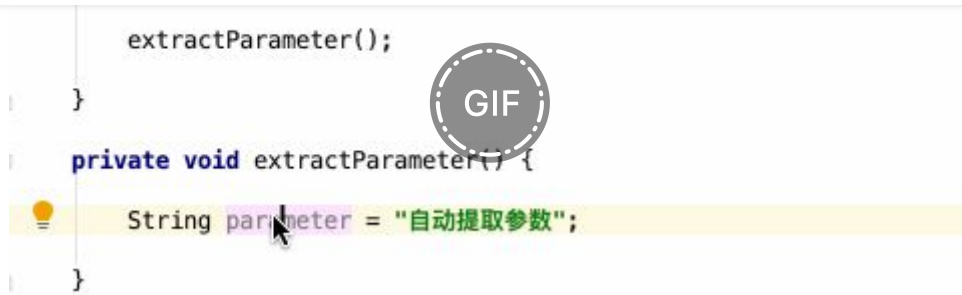 extractParameter();
GIF
}
private void extractParameter() {
String parameter = "自动提取参数";
}